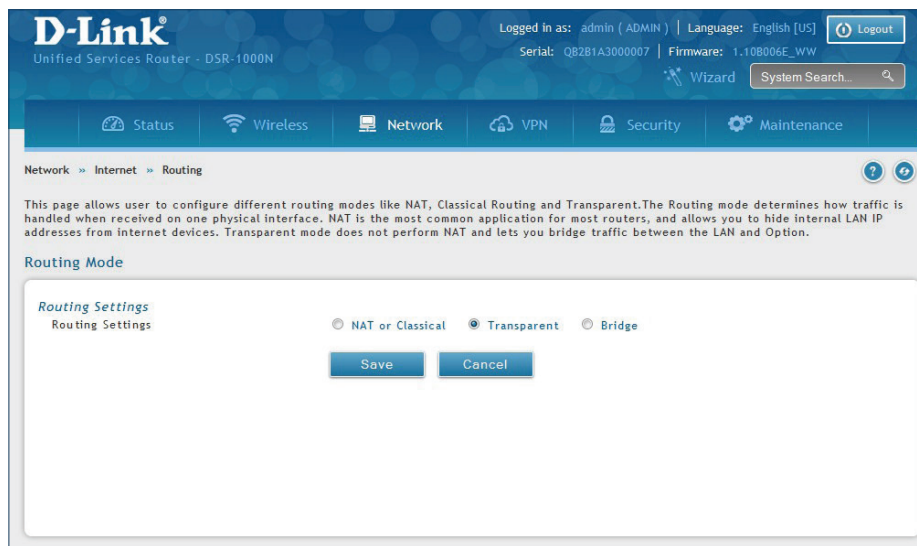 D-Link®
Unified Services Router - DSR-1000N
Logged in as: admin ( ADMIN ) | Language: English [US]
Logout
Serial: QB2B1A3000007 | Firmware: 1.10B006E_WW
Wizard
System Search...
Status
Wireless
Network
VPN
Security
Maintenance
Network » Internet » Routing
?
This page allows user to configure different routing modes like NAT, Classical Routing and Transparent.The Routing mode determines how traffic is
handled when received on one physical interface. NAT is the most common application for most routers, and allows you to hide internal LAN IP
addresses from internet devices. Transparent mode does not perform NAT and lets you bridge traffic between the LAN and Option.
Routing Mode
Routing Settings
Routing Settings
NAT or Classical
Transparent
Bridge
Save
Cancel